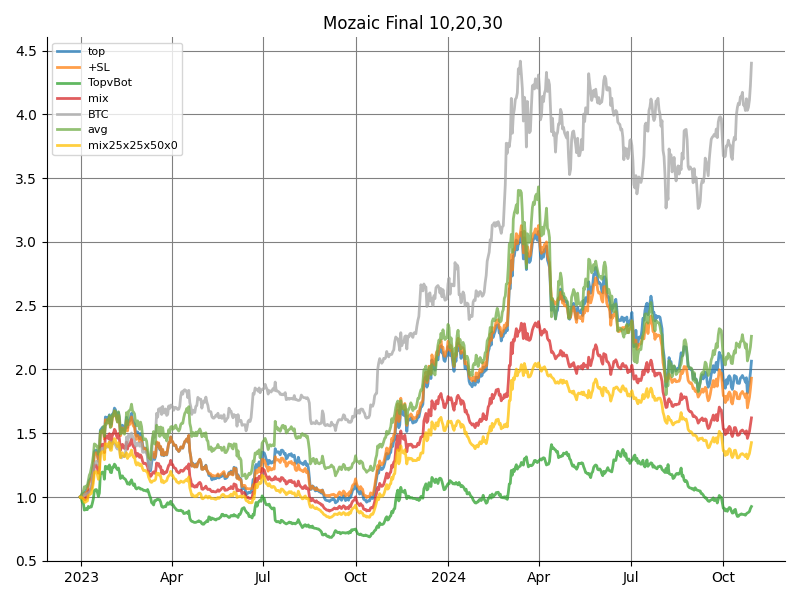 Mozaic Final 10,20,30
top
+SL
TopvBot
mix
BTC
avg
mix25x25x50x0
4.5
4.0
3.5
3.0
2.5
2.0
1.5
1.0
0.5
2023 Apr Jul Oct 2024 Apr Jul Oct